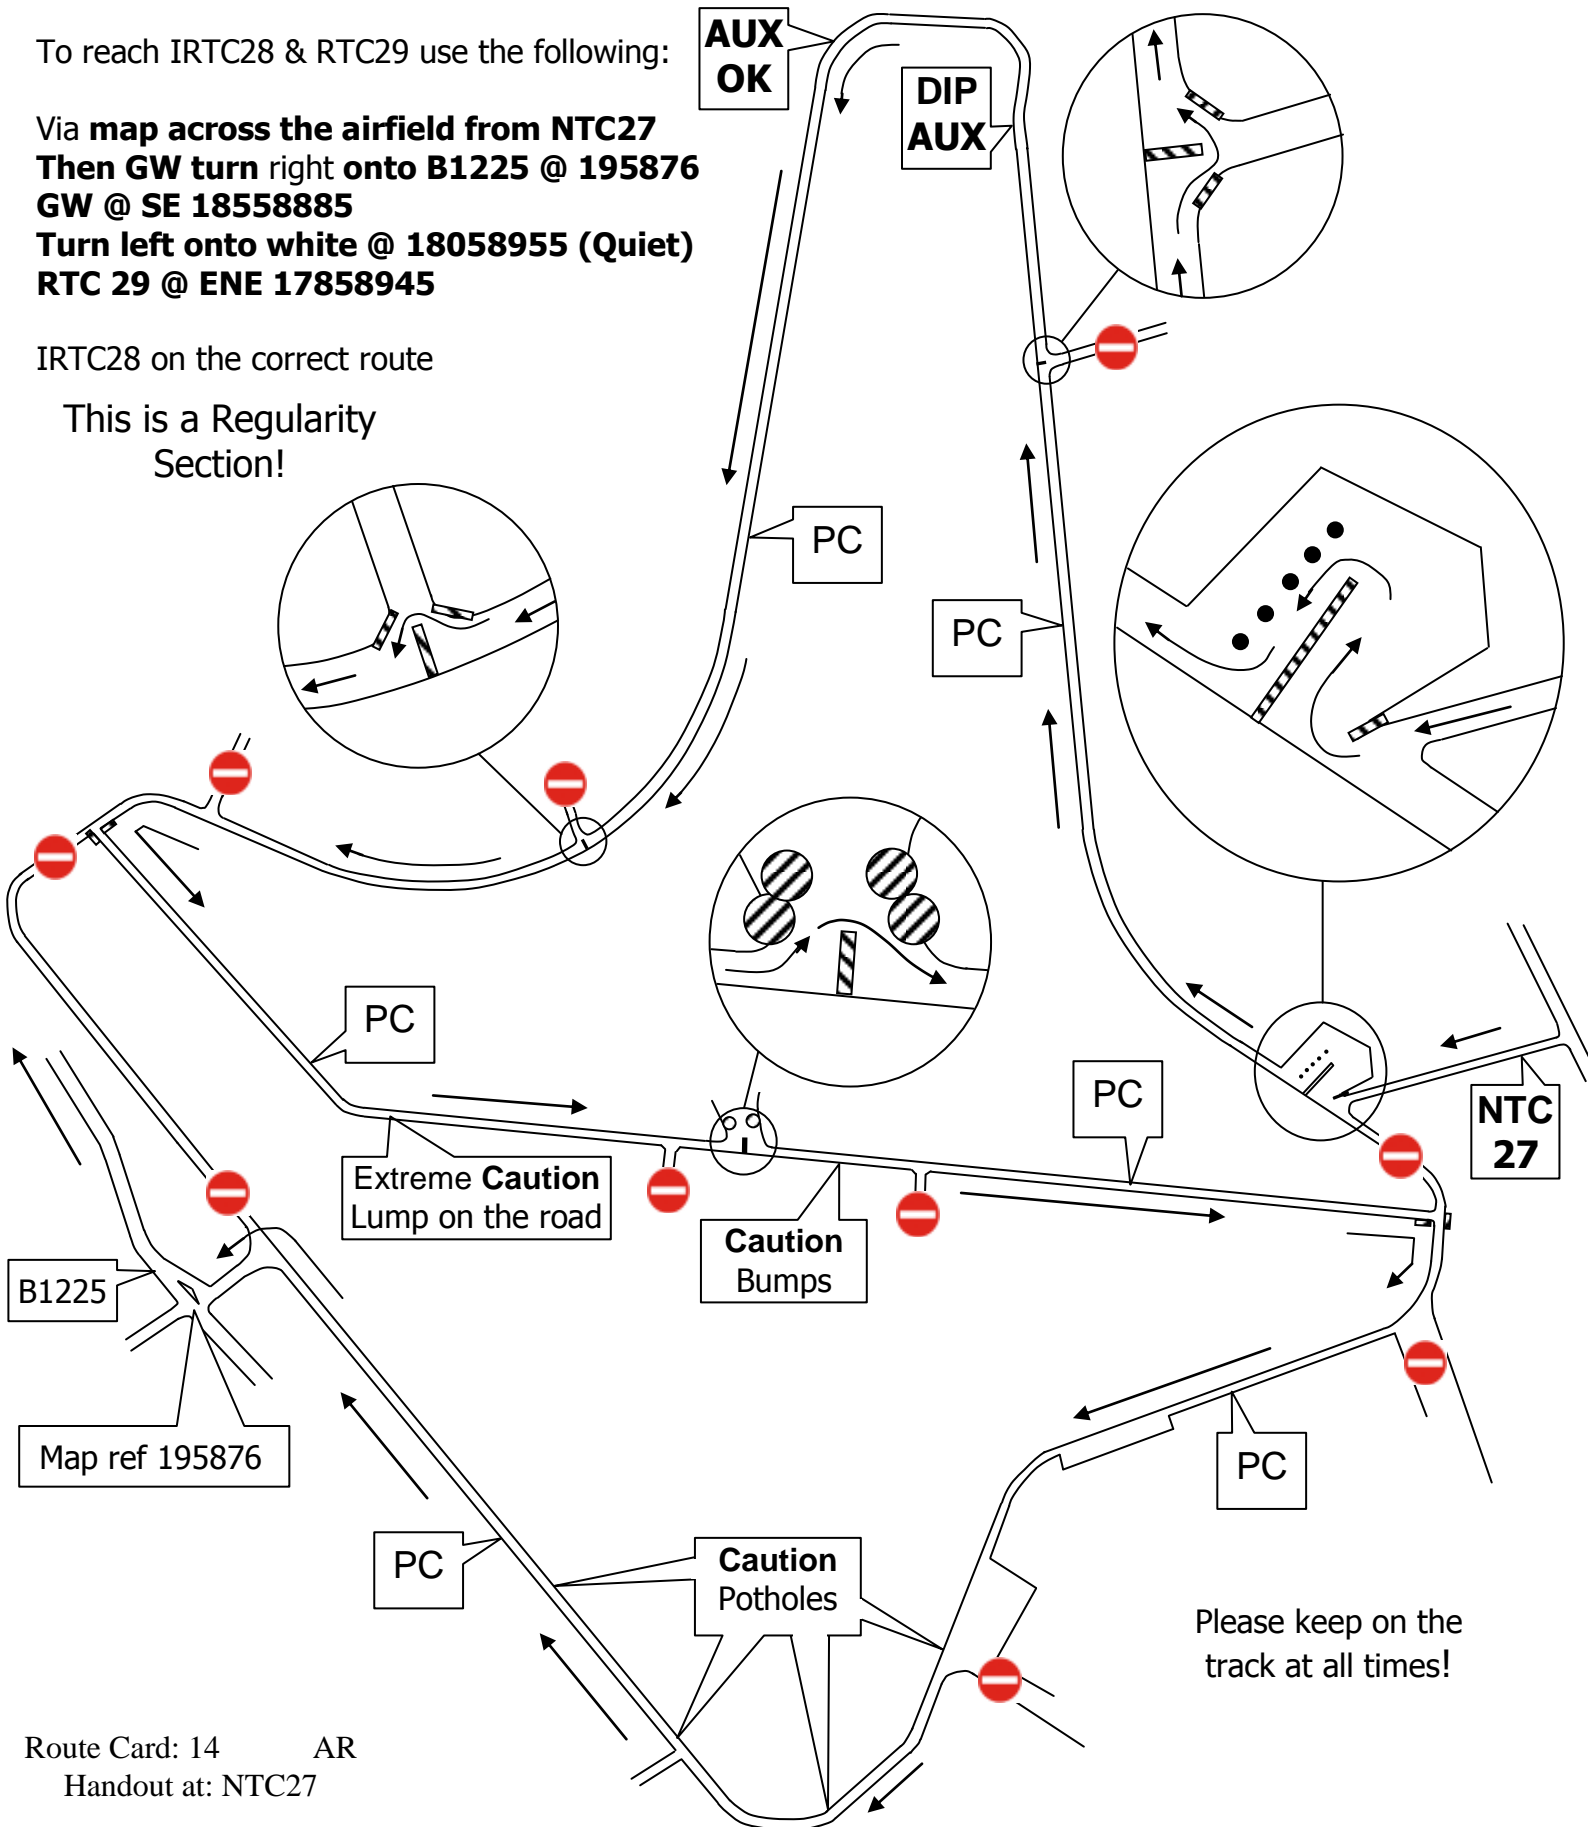 To reach IRTC28 & RTC29 use the following:
Via map across the airfield from NTC27
Then GW turn right onto B1225 @ 195876
GW @ SE 18558885
Turn left onto white @ 18058955 (Quiet)
RTC 29 @ ENE 17858945
IRTC28 on the correct route
This is a Regularity
Section!
AUX
OK
DIP
AUX
PC
PC
PC
PC
NTC
27
Extreme Caution
Lump on the road
Caution
Bumps
B1225
Map ref 195876
PC
PC
Caution
Potholes
Please keep on the
track at all times!
Route Card: 14 AR
Handout at: NTC27